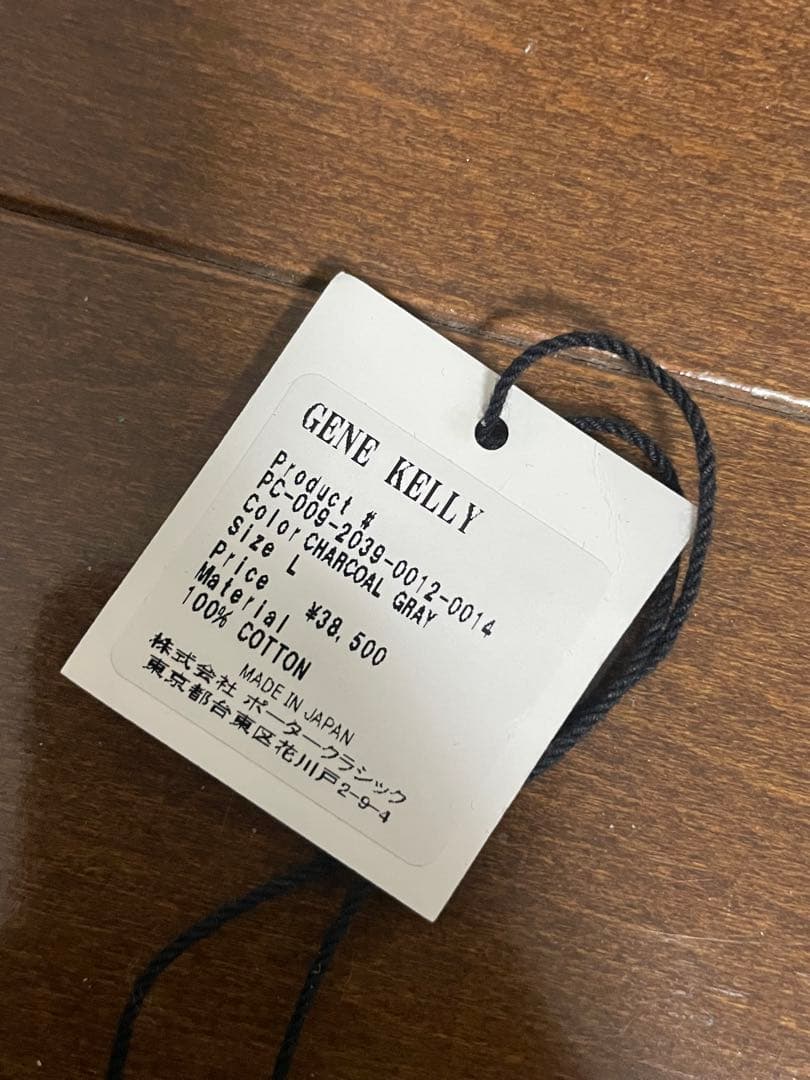 GENE KELLY
Product #
PC-009-2039-0012-0014
Color CHARCOAL GRAY
Size L
Price ¥38,500
Material
100% COTTON
MADE IN JAPAN
株式会社 ポータークラシック
東京都台東区花川戸2-9-4